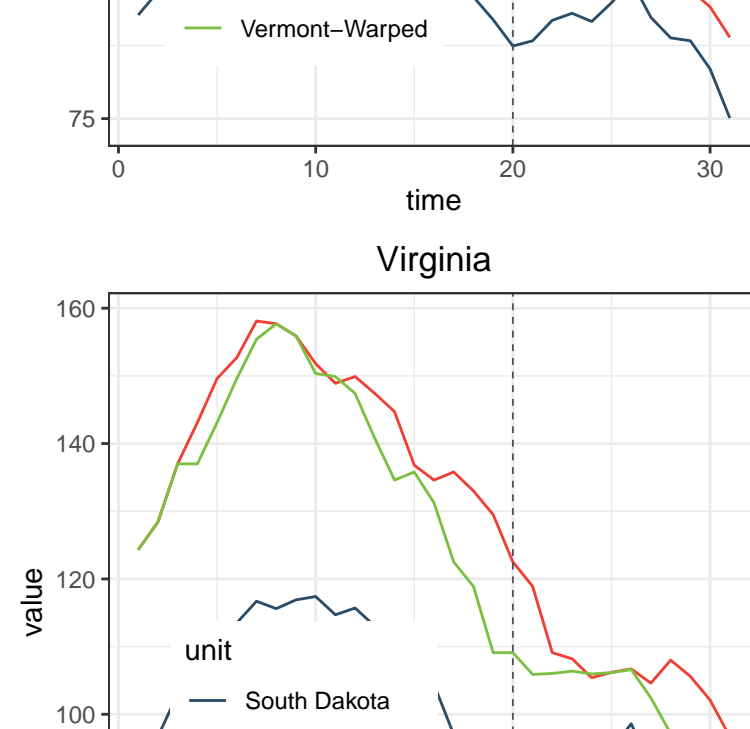 Vermont−Warped
75
0 10 20 30
time
Virginia
160
140
120
100
value
unit
South Dakota